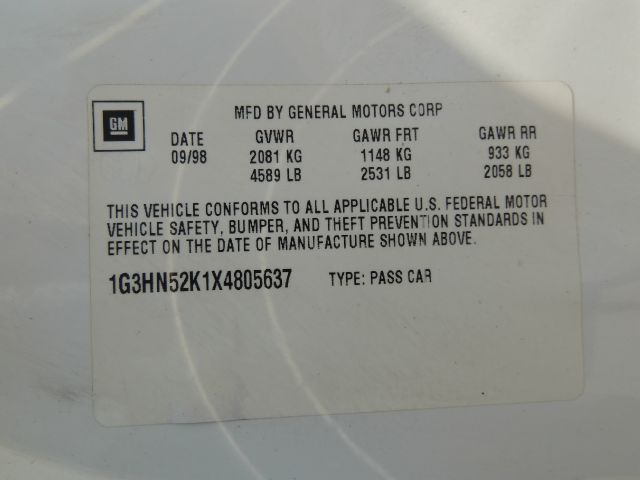 MFD BY GENERAL MOTORS CORP
GM
DATE GVWR GAWR FRT GAWR RR
09/98 2081 KG 1148 KG 933 KG
4589 LB 2531 LB 2058 LB
THIS VEHICLE CONFORMS TO ALL APPLICABLE U.S. FEDERAL MOTOR
VEHICLE SAFETY, BUMPER, AND THEFT PREVENTION STANDARDS IN
EFFECT ON THE DATE OF MANUFACTURE SHOWN ABOVE.
1G3HN52K1X4805637 TYPE: PASS CAR